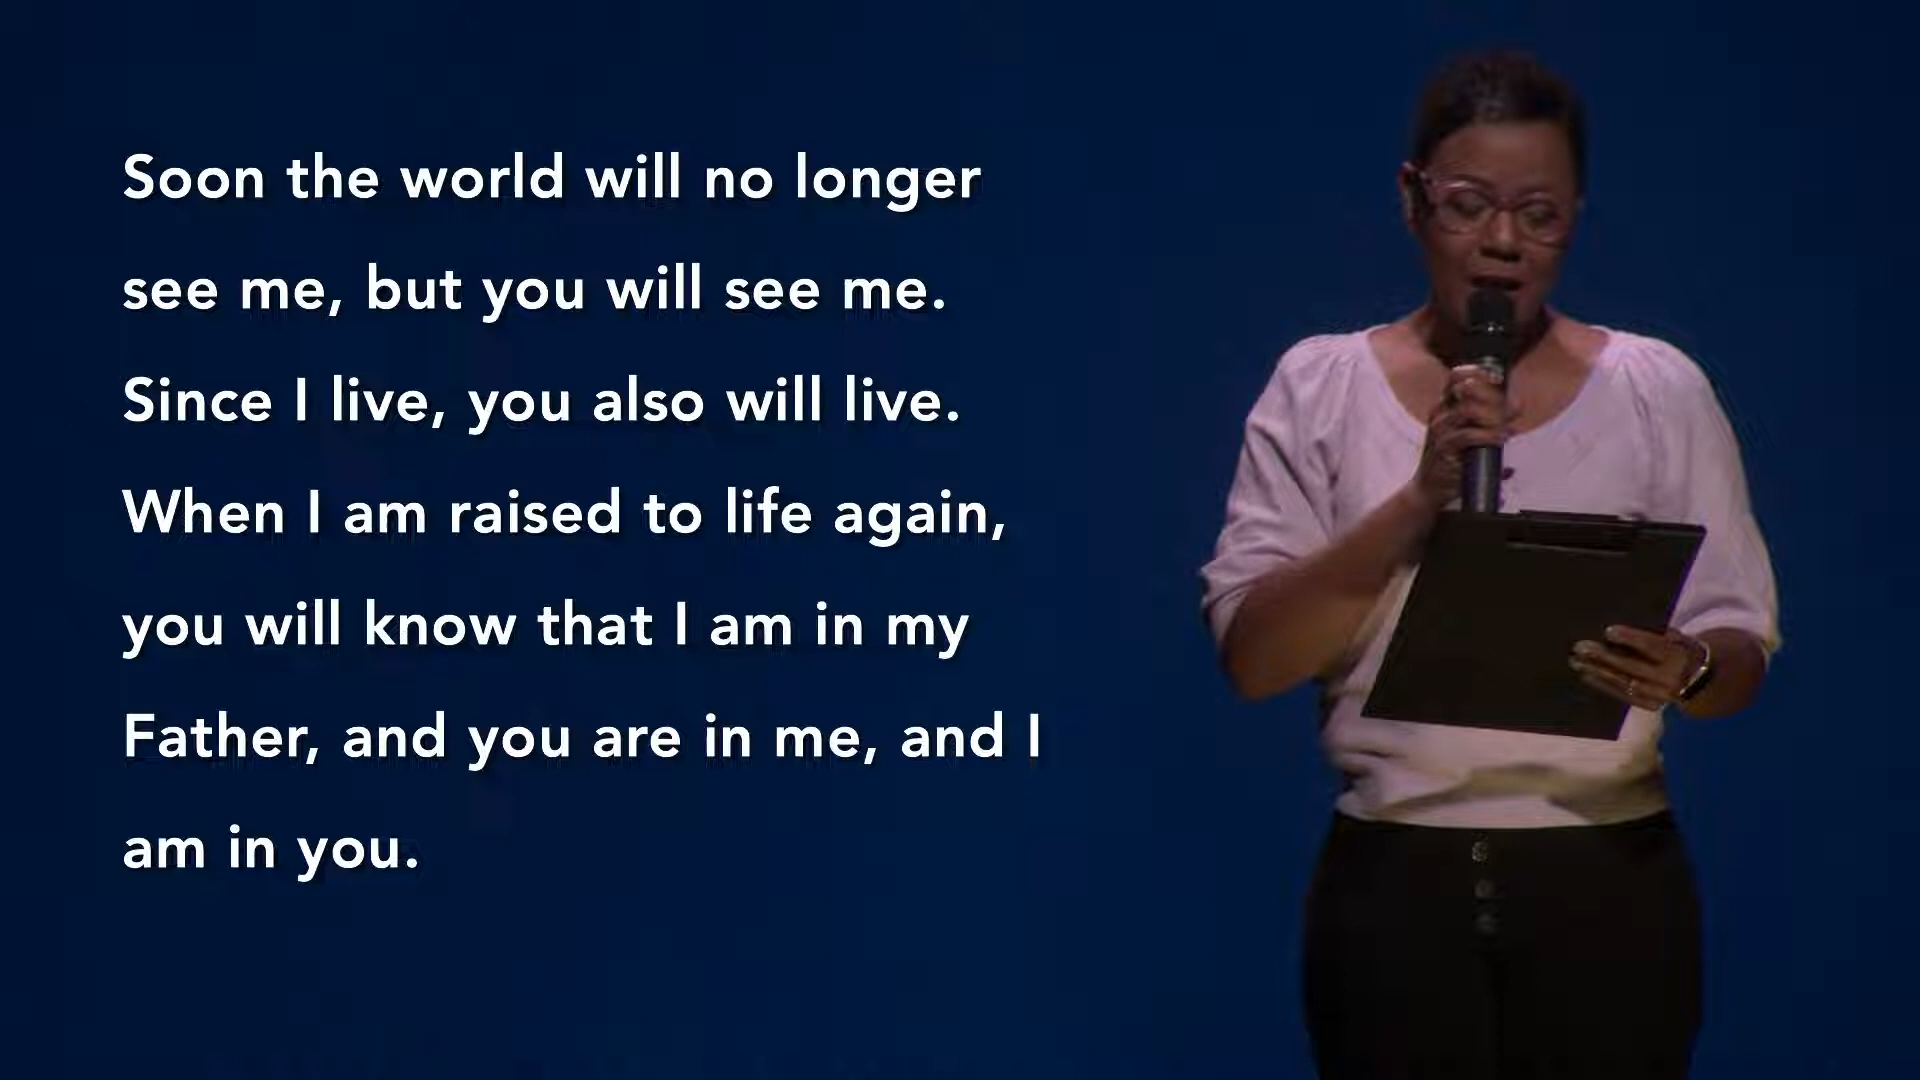 Soon the world will no longer
see me, but you will see me.
Since I live, you also will live.
When I am raised to life again,
you will know that I am in my
Father, and you are in me, and I
am in you.